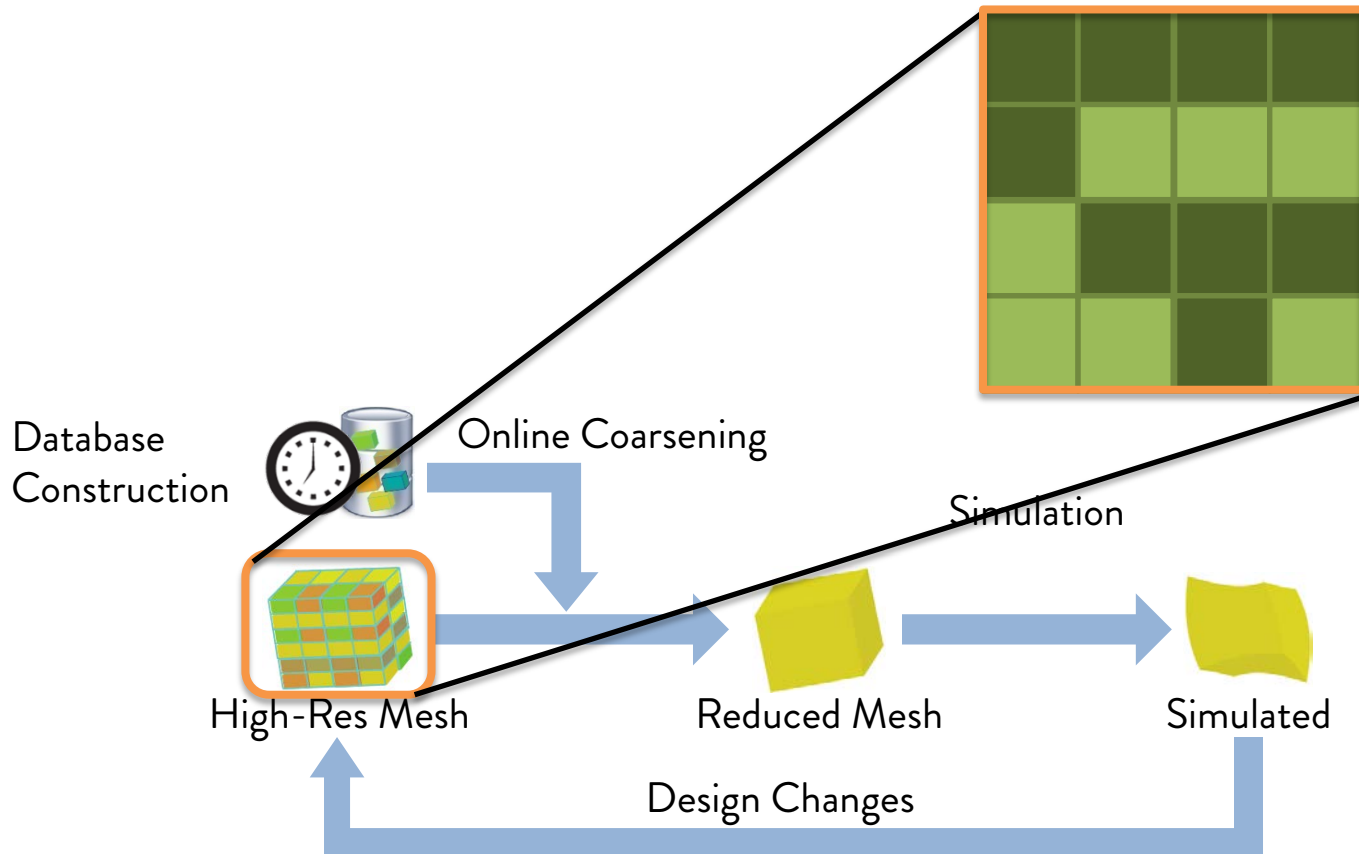 Database
Construction
Online Coarsening
Simulation
High-Res Mesh
Reduced Mesh
Simulated
Design Changes